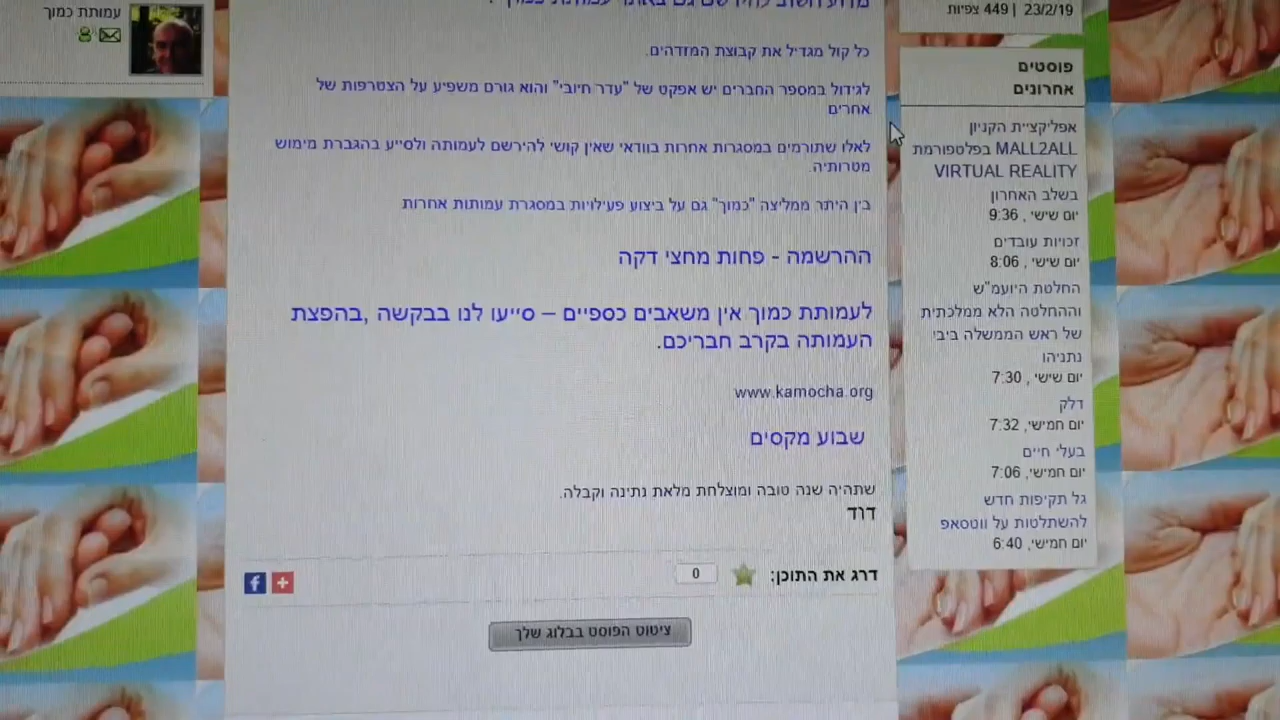 עמותת כמוך
23/2/19 | 449 צפיות
כל קול מגדיל את קבוצת המזדהים.
לגידול במספר החברים יש אפקט של "עדר חיובי" והוא גורם משפיע על הצטרפות של
אחרים
לאלו שתורמים במסגרות אחרות בוודאי שאין קושי להירשם לעמותה ולסייע בהגברת מימוש
מטרותיה.
בין היתר ממליצה "כמוך" גם על ביצוע פעילויות במסגרת עמותות אחרות
ההרשמה - פחות מחצי דקה
לעמותת כמוך אין משאבים כספיים – סייעו לנו בבקשה ,בהפצת
העמותה בקרב חבריכם.
www.kamocha.org
שבוע מקסים
שתהיה שנה טובה ומוצלחת מלאת נתינה וקבלה.
דוד
דרג את התוכן:
0
ציטוט הפוסט בבלוג שלך
פוסטים
אחרונים
אפליקציית הקניון
MALL2ALL בפלטפורמת
VIRTUAL REALITY
בשלב האחרון
יום שישי , 9:36
זכויות עובדים
יום שישי , 8:06
החלטת היועמ"ש
וההחלטה הלא ממלכתית
של ראש הממשלה ביבי
נתניהו
יום שישי , 7:30
דלק
יום חמישי, 7:32
בעלי חיים
יום חמישי, 7:06
גל תקיפות חדש
להשתלטות על ווטסאפ
יום חמישי, 6:40